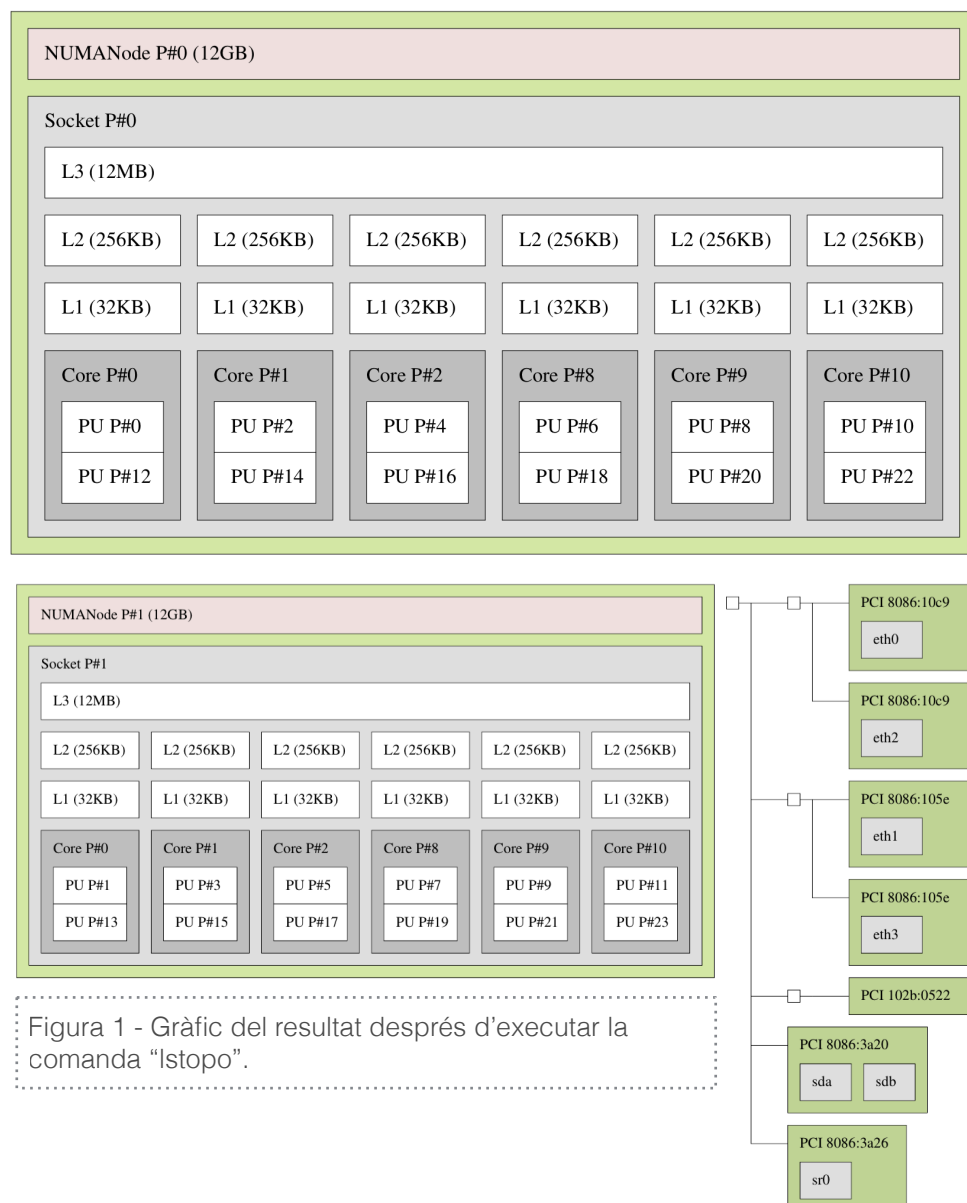 NUMANode P#0 (12GB)
Socket P#0
L3 (12MB)
L2 (256KB) L2 (256KB) L2 (256KB) L2 (256KB) L2 (256KB) L2 (256KB)
L1 (32KB) L1 (32KB) L1 (32KB) L1 (32KB) L1 (32KB) L1 (32KB)
Core P#0 Core P#1 Core P#2 Core P#8 Core P#9 Core P#10
PU P#0 PU P#2 PU P#4 PU P#6 PU P#8 PU P#10
PU P#12 PU P#14 PU P#16 PU P#18 PU P#20 PU P#22
NUMANode P#1 (12GB)
Socket P#1
L3 (12MB)
L2 (256KB) L2 (256KB) L2 (256KB) L2 (256KB) L2 (256KB) L2 (256KB)
L1 (32KB) L1 (32KB) L1 (32KB) L1 (32KB) L1 (32KB) L1 (32KB)
Core P#0 Core P#1 Core P#2 Core P#8 Core P#9 Core P#10
PU P#1 PU P#3 PU P#5 PU P#7 PU P#9 PU P#11
PU P#13 PU P#15 PU P#17 PU P#19 PU P#21 PU P#23
PCI 8086:10c9
eth0
PCI 8086:10c9
eth2
PCI 8086:105e
eth1
PCI 8086:105e
eth3
PCI 102b:0522
PCI 8086:3a20
sda sdb
PCI 8086:3a26
sr0
Figura 1 - Gràfic del resultat després d’executar la
comanda “lstopo”.